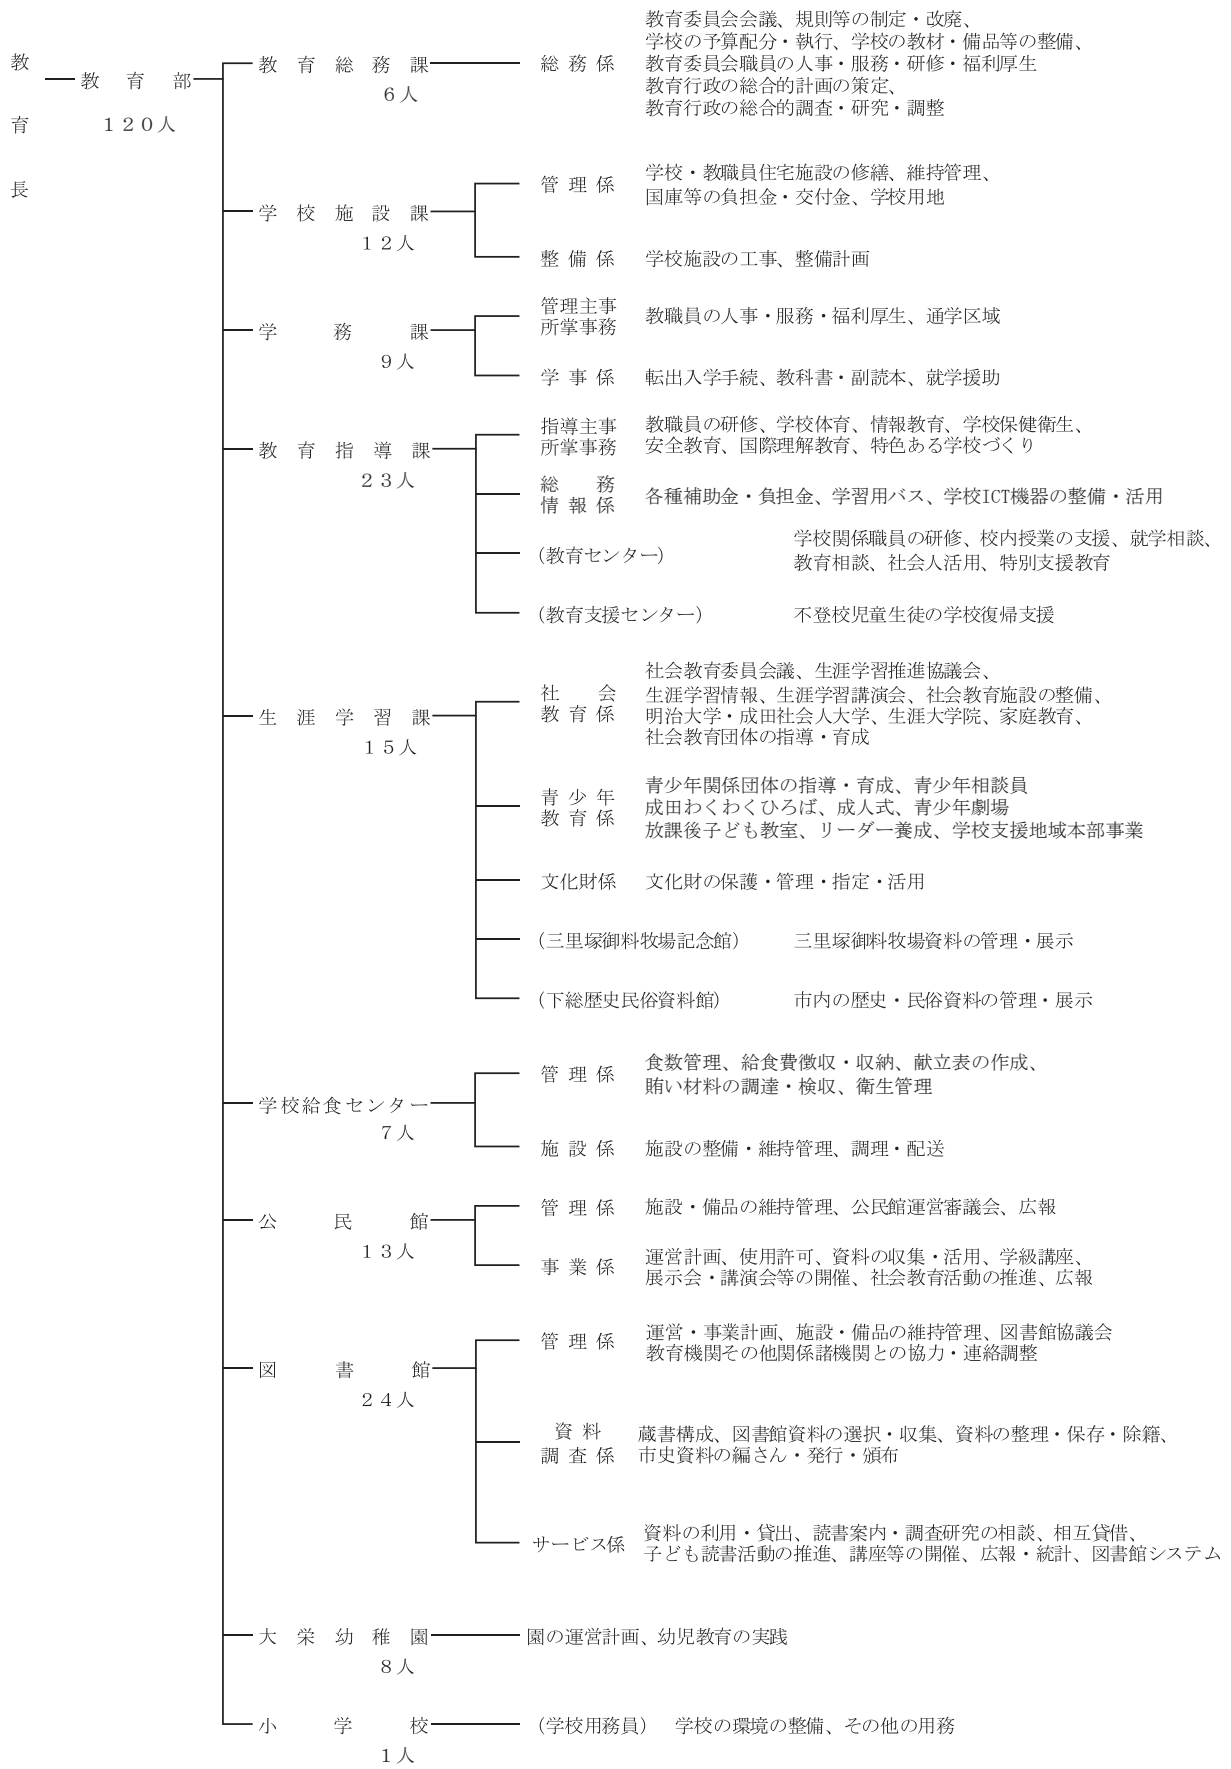 教育長
教育部
１２０人
教育総務課
６人
総務係
教育委員会会議、規則等の制定・改廃、
学校の予算配分・執行、学校の教材・備品等の整備、
教育委員会職員の人事・服務・研修・福利厚生
教育行政の総合的計画の策定、
教育行政の総合的調査・研究・調整
学校施設課
１２人
管理係
学校・教職員住宅施設の修繕、維持管理、
国庫等の負担金・交付金、学校用地
整備係
学校施設の工事、整備計画
学務課
９人
管理主事
所掌事務
教職員の人事・服務・福利厚生、通学区域
学事係
転出入学手続、教科書・副読本、就学援助
教育指導課
２３人
指導主事
所掌事務
教職員の研修、学校体育、情報教育、学校保健衛生、
安全教育、国際理解教育、特色ある学校づくり
総務
情報係
各種補助金・負担金、学習用バス、学校ICT機器の整備・活用
（教育センター）
学校関係職員の研修、校内授業の支援、就学相談、
教育相談、社会人活用、特別支援教育
（教育支援センター）
不登校児童生徒の学校復帰支援
生涯学習課
１５人
社会
教育係
社会教育委員会議、生涯学習推進協議会、
生涯学習情報、生涯学習講演会、社会教育施設の整備、
明治大学・成田社会人大学、生涯大学院、家庭教育、
社会教育団体の指導・育成
青少年
教育係
青少年関係団体の指導・育成、青少年相談員
成田わくわくひろば、成人式、青少年劇場
放課後子ども教室、リーダー養成、学校支援地域本部事業
文化財係
文化財の保護・管理・指定・活用
（三里塚御料牧場記念館）
三里塚御料牧場資料の管理・展示
（下総歴史民俗資料館）
市内の歴史・民俗資料の管理・展示
学校給食センター
７人
管理係
食数管理、給食費徴収・収納、献立表の作成、
賄い材料の調達・検収、衛生管理
施設係
施設の整備・維持管理、調理・配送
公民館
１３人
管理係
施設・備品の維持管理、公民館運営審議会、広報
事業係
運営計画、使用許可、資料の収集・活用、学級講座、
展示会・講演会等の開催、社会教育活動の推進、広報
図書館
２４人
管理係
運営・事業計画、施設・備品の維持管理、図書館協議会
教育機関その他関係諸機関との協力・連絡調整
資料
調査係
蔵書構成、図書館資料の選択・収集、資料の整理・保存・除籍、
市史資料の編さん・発行・頒布
サービス係
資料の利用・貸出、読書案内・調査研究の相談、相互貸借、
子ども読書活動の推進、講座等の開催、広報・統計、図書館システム
大栄幼稚園
８人
園の運営計画、幼児教育の実践
小学校
１人
（学校用務員）　学校の環境の整備、その他の用務